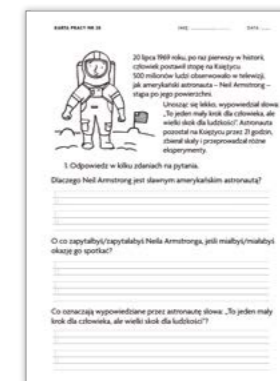 KARTA PRACY NR 25 IMIĘ: DATA:
20 lipca 1969 roku, po raz pierwszy w historii,
człowiek postawił stopę na Księżycu.
500 milionów ludzi obserwowało w telewizji,
jak amerykański astronauta – Neil Armstrong –
stąpa po jego powierzchni.
Unosząc się lekko, wypowiedział słowa:
„To jeden mały krok dla człowieka, ale
wielki skok dla ludzkości”. Astronauta
pozostał na Księżycu przez 21 godzin,
zbierał skały i przeprowadzał różne
eksperymenty.
1. Odpowiedz w kilku zdaniach na pytania.
Dlaczego Neil Armstrong jest sławnym amerykańskim astronautą?
O co zapytałbyś/zapytałabyś Neila Armstronga, jeśli miałbyś/miałabyś
okazję go spotkać?
Co oznaczają wypowiedziane przez astronautę słowa: „To jeden mały
krok dla człowieka, ale wielki skok dla ludzkości”?